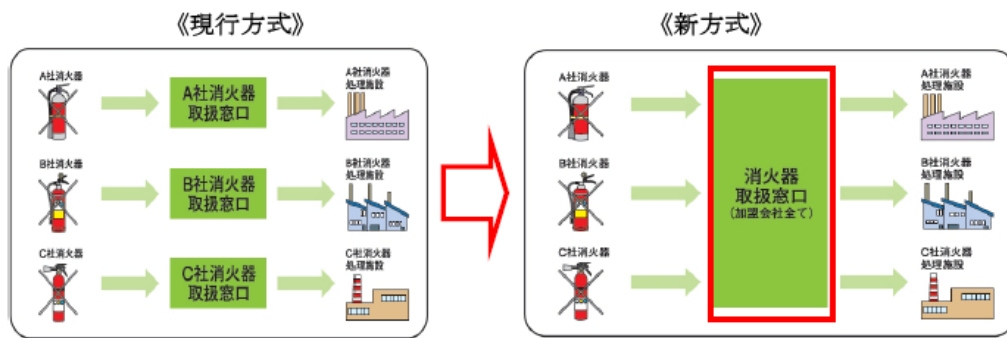 《現行方式》
A社消火器
A社消火器
取扱窓口
A社消火器
処理施設
B社消火器
B社消火器
取扱窓口
B社消火器
処理施設
C社消火器
C社消火器
取扱窓口
C社消火器
処理施設
《新方式》
A社消火器
B社消火器
C社消火器
消火器
取扱窓口
(加盟会社全て)
A社消火器
処理施設
B社消火器
処理施設
C社消火器
処理施設